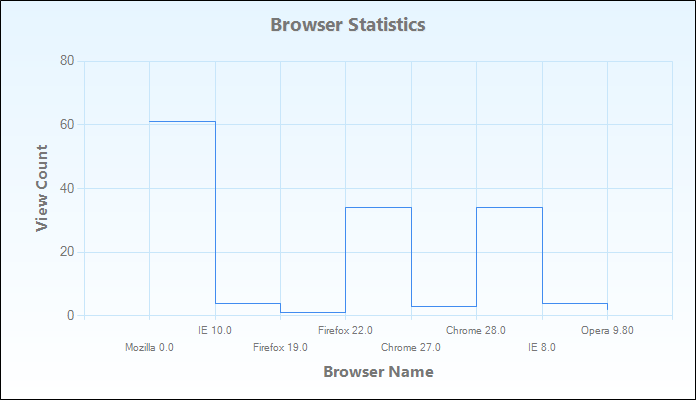 Browser Statistics
80
60
40
20
0
View Count
IE 10.0 Firefox 22.0 Chrome 28.0 Opera 9.80
Mozilla 0.0 Firefox 19.0 Chrome 27.0 IE 8.0
Browser Name